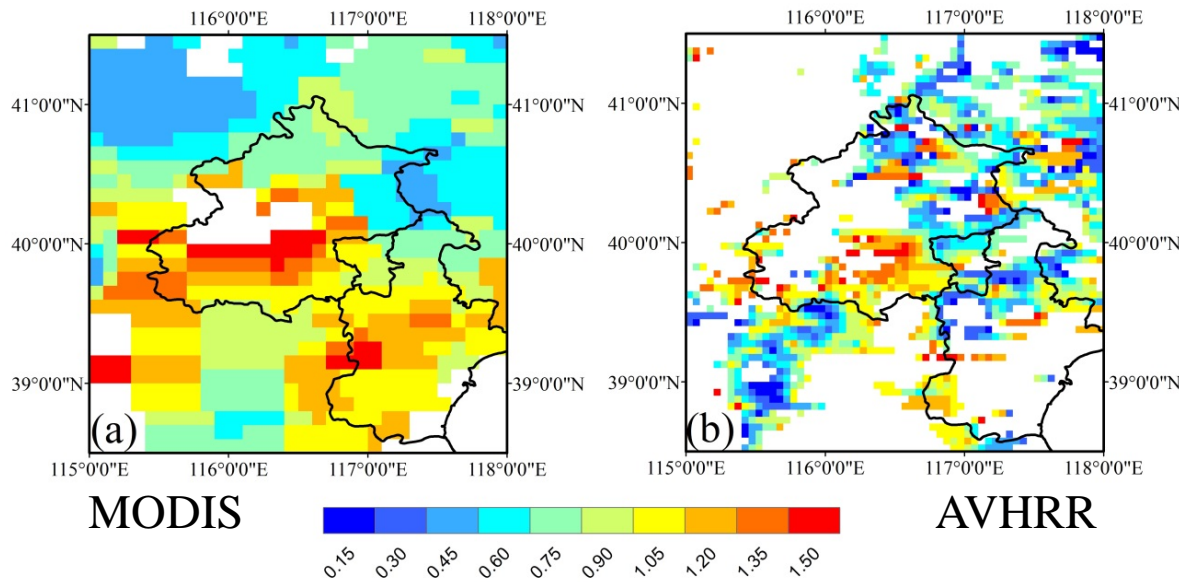 116°0'0"E 117°0'0"E 118°0'0"E
116°0'0"E 117°0'0"E 118°0'0"E
41°0'0"N 41°0'0"N 41°0'0"N 41°0'0"N
40°0'0"N 40°0'0"N 40°0'0"N 40°0'0"N
39°0'0"N 39°0'0"N 39°0'0"N 39°0'0"N
(a) (b)
115°0'0"E 116°0'0"E 117°0'0"E 118°0'0"E
115°0'0"E 116°0'0"E 117°0'0"E 118°0'0"E
MODIS AVHRR
0.15 0.30 0.45 0.60 0.75 0.90 1.05 1.20 1.35 1.50